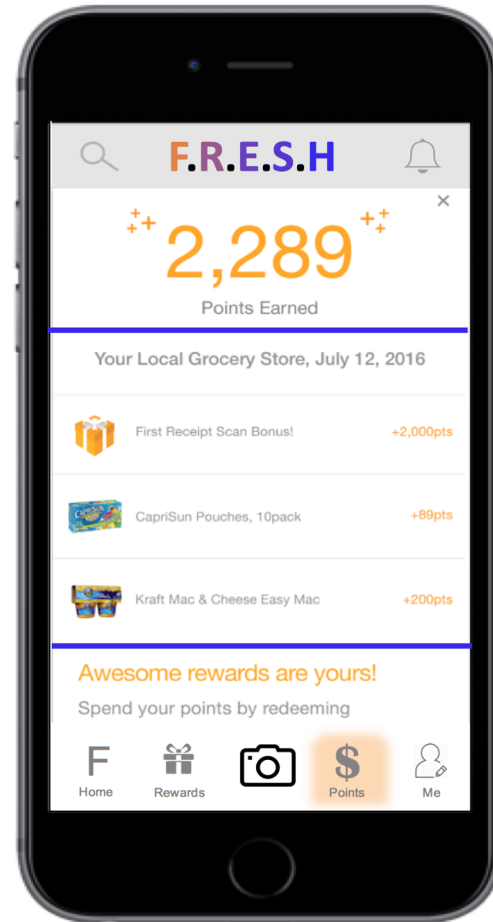 F.R.E.S.H
2,289
Points Earned
Your Local Grocery Store, July 12, 2016
First Receipt Scan Bonus! +2,000pts
CAPRISUN
CapriSun Pouches, 10pack +89pts
Kraft Mac & Cheese Easy Mac +200pts
Awesome rewards are yours!
Spend your points by redeeming
F $
Home Rewards Points Me